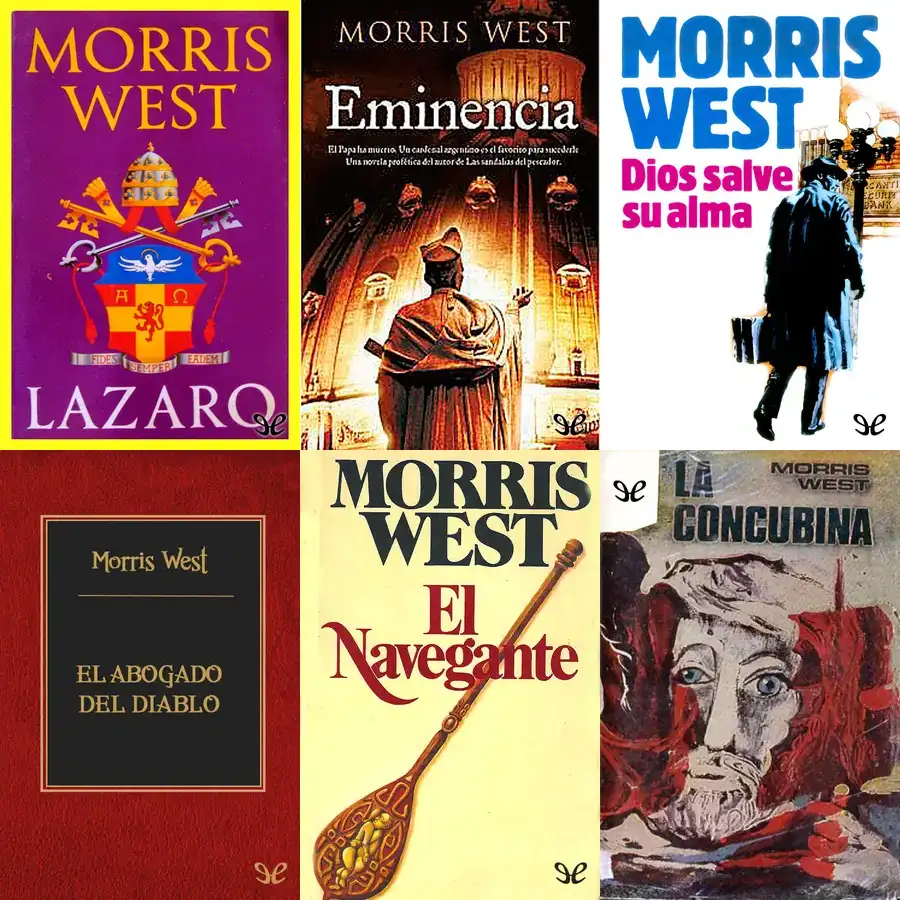 MORRIS
WEST
Α Ω
FIDES SEMPER EADEM
LAZARO
MORRIS WEST
Eminencia
El Papa ha muerto. Un cardenal argentino es el favorito para sucederle
Una novela profética del autor de Las sandalias del pescador.
MORRIS
WEST
Dios salve
su alma
BANK
Morris West
EL ABOGADO
DEL DIABLO
MORRIS
WEST
El
Navegante
LA
CONCUBINA
MORRIS
WEST